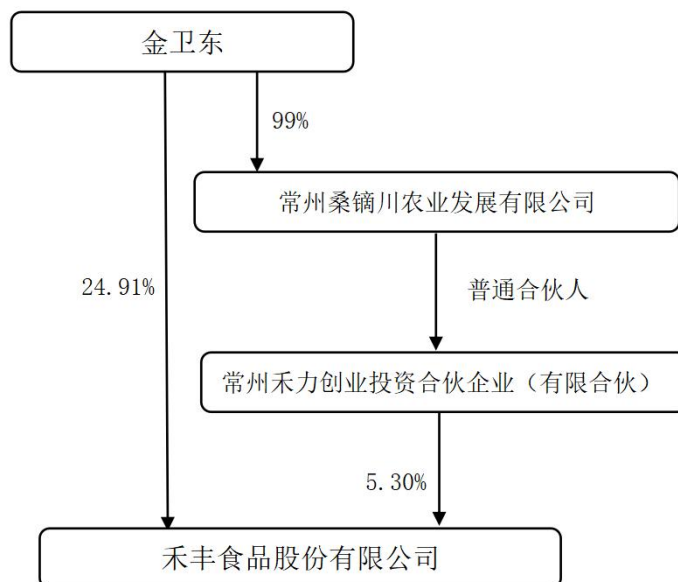 金卫东
99%
常州桑镝川农业发展有限公司
24.91%
普通合伙人
常州禾力创业投资合伙企业（有限合伙）
5.30%
禾丰食品股份有限公司